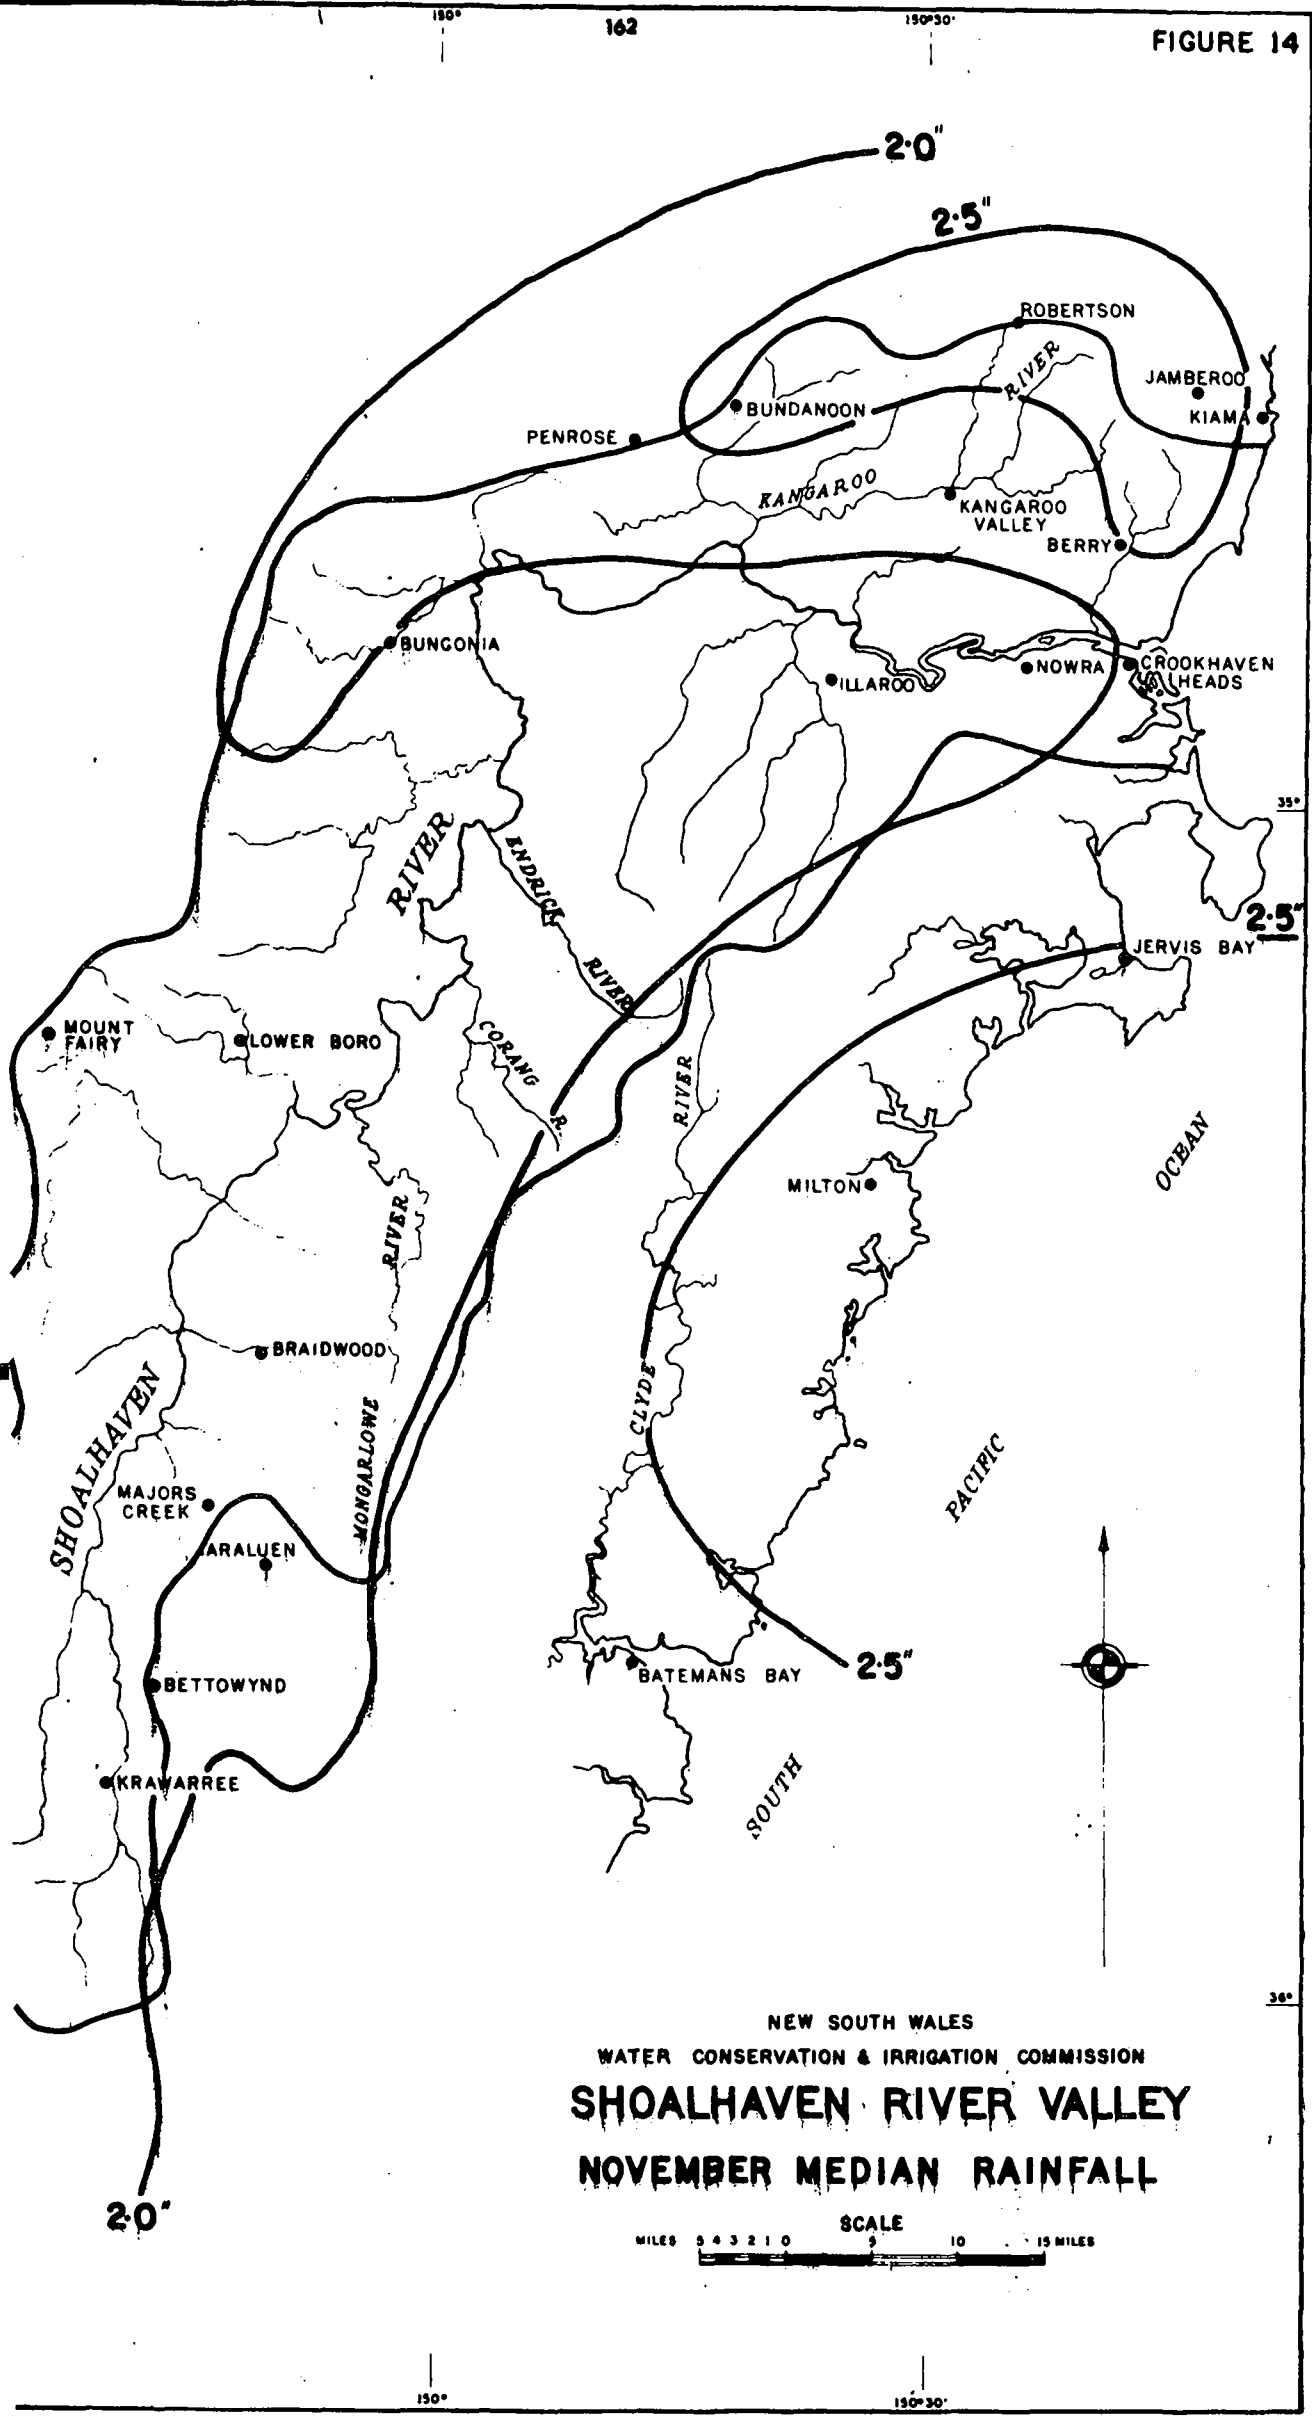 150°
162
150°30'
FIGURE 14
2·0"
2·5"
ROBERTSON
RIVER
JAMBEROO
KIAMA
BUNDANOON
PENROSE
KANGAROO
KANGAROO
VALLEY
BERRY
BUNGONIA
ILLAROO
NOWRA
CROOKHAVEN
HEADS
35°
RIVER
ENDRICK
RIVER
2·5"
JERVIS BAY
MOUNT
FAIRY
LOWER BORO
CORANG
R.
RIVER
OCEAN
MILTON
RIVER
BRAIDWOOD
CLYDE
SHOALHAVEN
MONGARLOWE
PACIFIC
MAJORS
CREEK
ARALUEN
BATEMANS BAY
2·5"
BETTOWYND
KRAWARREE
SOUTH
36°
NEW SOUTH WALES
WATER CONSERVATION & IRRIGATION COMMISSION
SHOALHAVEN RIVER VALLEY
NOVEMBER MEDIAN RAINFALL
2·0"
SCALE
MILES 5 4 3 2 1 0 5 10 15 MILES
150°
150°30'